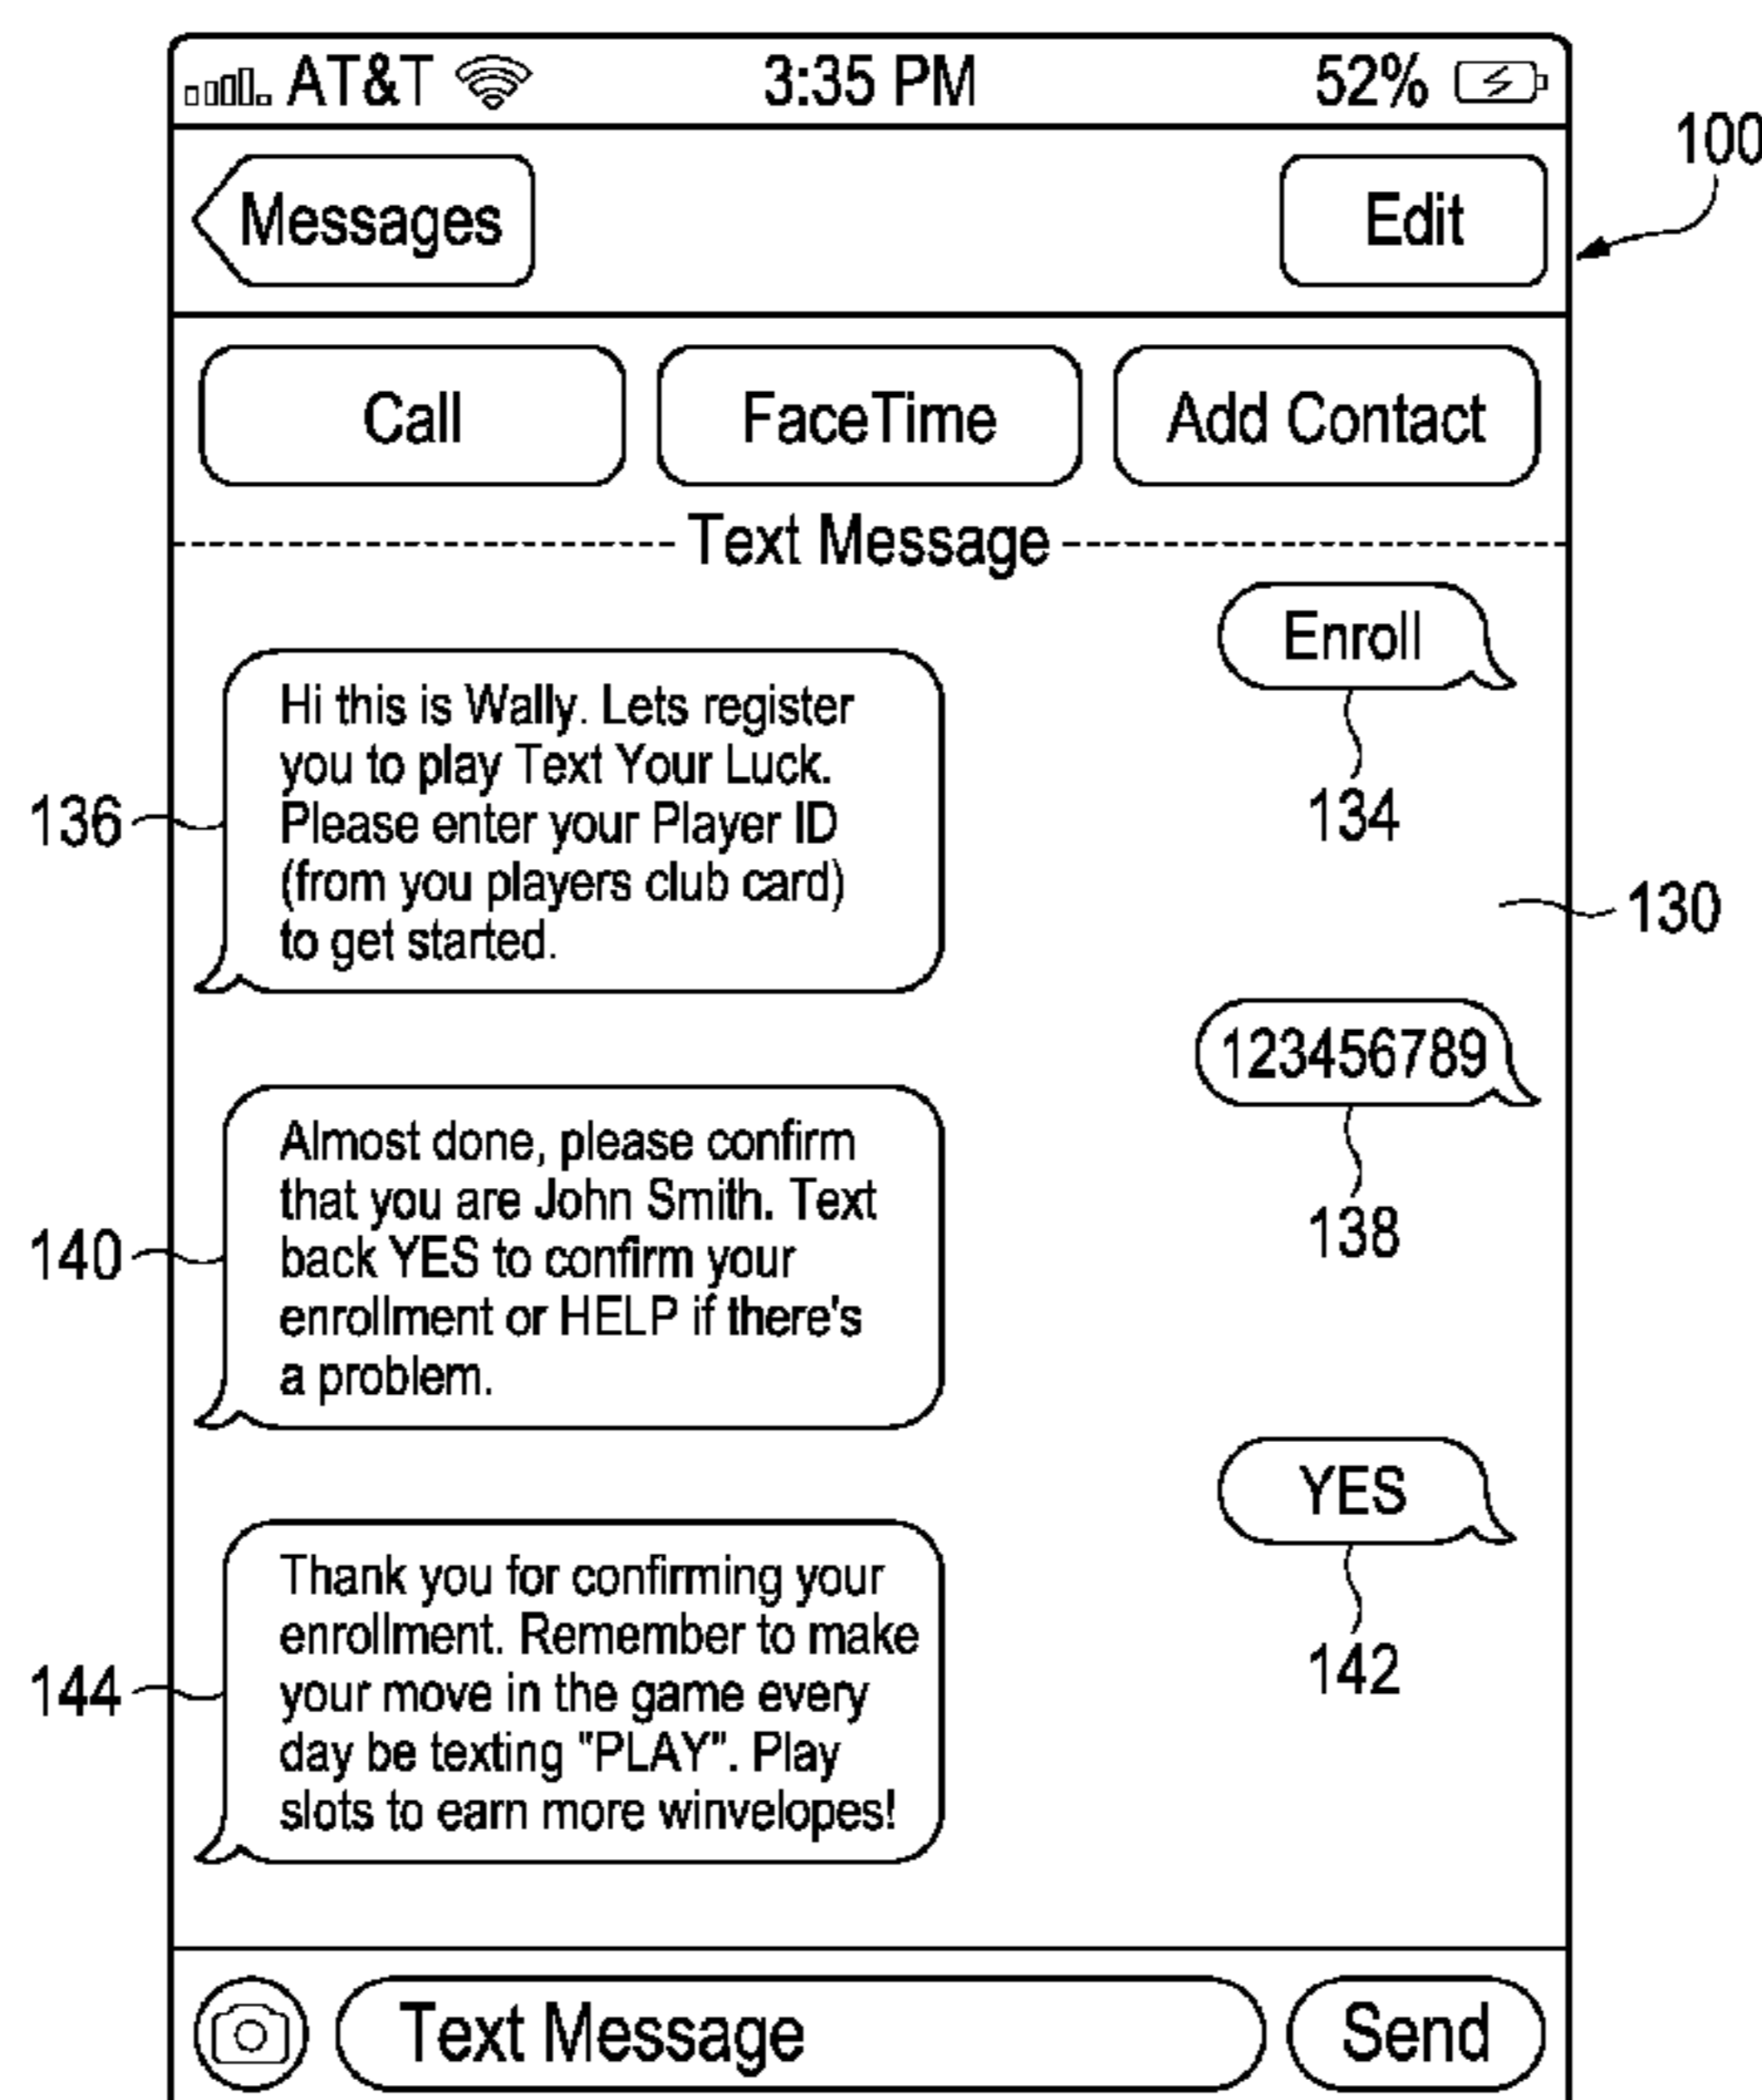 AT&T 3:35 PM 52%
100
Messages Edit
Call FaceTime Add Contact
Text Message
Enroll
134
136
Hi this is Wally. Lets register
you to play Text Your Luck.
Please enter your Player ID
(from you players club card)
to get started.
130
123456789
138
140
Almost done, please confirm
that you are John Smith. Text
back YES to confirm your
enrollment or HELP if there's
a problem.
YES
142
144
Thank you for confirming your
enrollment. Remember to make
your move in the game every
day be texting "PLAY". Play
slots to earn more winvelopes!
Text Message Send